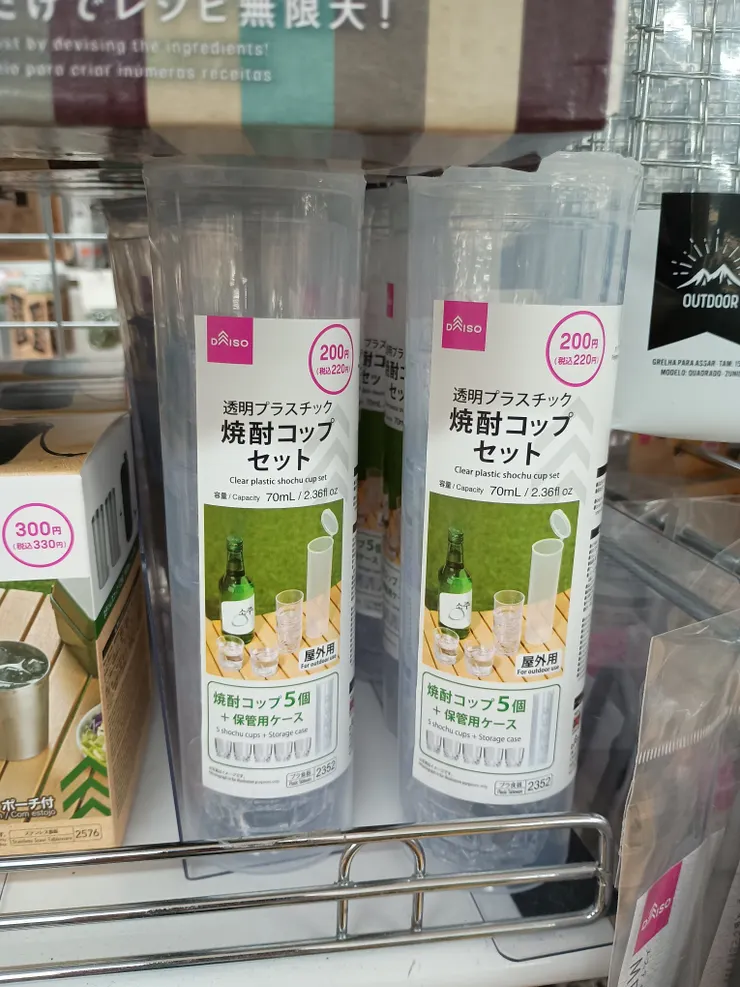 だけでレシピ無限大!
just by devising the ingredients!
para criar inúmeras receitas
DAISO
200円
(税込220円)
透明プラスチック
焼酎コップ
セット
Clear plastic shochu cup set
容量/Capacity 70mL / 2.36fl oz
屋外用
For outdoor use
焼酎コップ5個
+ 保管用ケース
5 shochu cups + Storage case
2352
DAISO
200円
(税込220円)
透明プラスチック
焼酎コップ
セット
Clear plastic shochu cup set
容量/Capacity 70mL / 2.36fl oz
屋外用
For outdoor use
焼酎コップ5個
+ 保管用ケース
5 shochu cups + Storage case
2352
300円
(税込330円)
ポーチ付
Com estojo
2576
OUTDOOR
GRELHA PARA ASSAR
MODELO: QUADRADO
DAISO